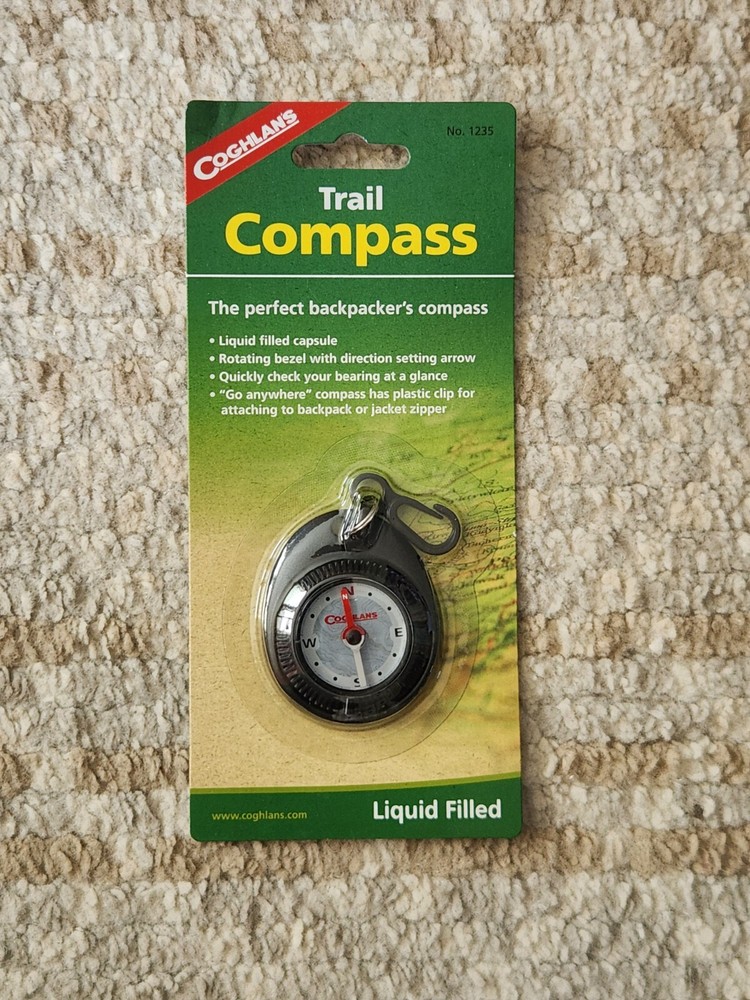 COGHLAN'S
No. 1235
Trail
Compass
The perfect backpacker's compass
• Liquid filled capsule
• Rotating bezel with direction setting arrow
• Quickly check your bearing at a glance
• "Go anywhere" compass has plastic clip for
attaching to backpack or jacket zipper
N
N
COGHLANS
W
E
S
www.coghlans.com
Liquid Filled